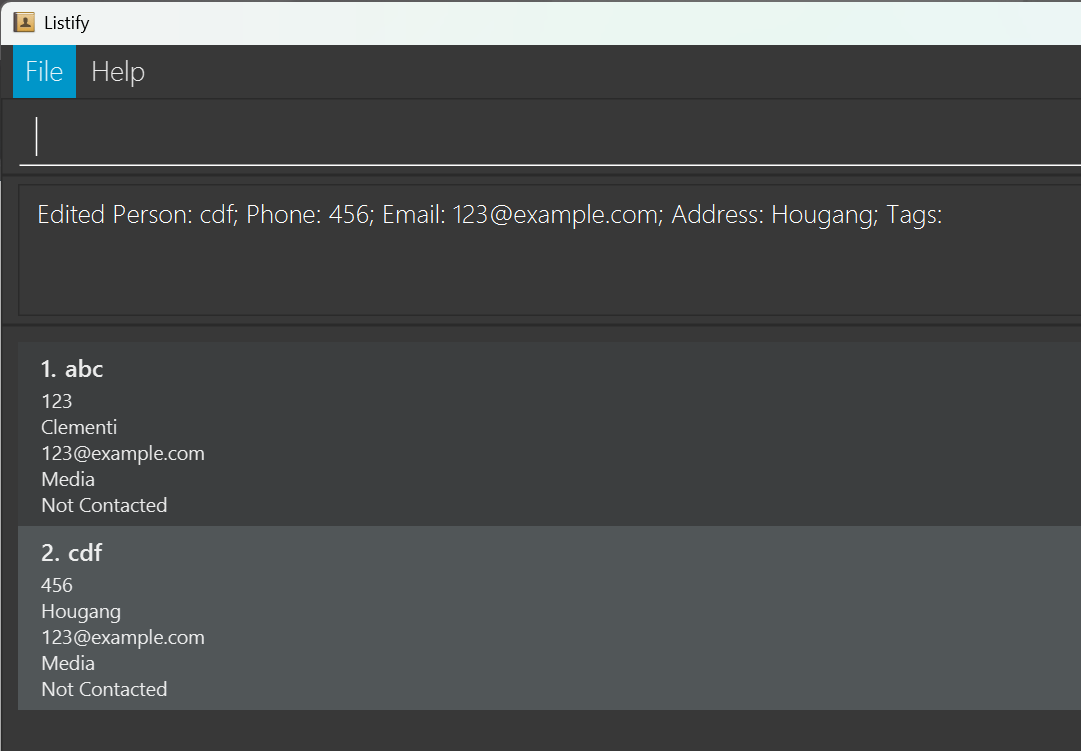 Listify
File Help
Edited Person: cdf; Phone: 456; Email: 123@example.com; Address: Hougang; Tags:
1. abc
123
Clementi
123@example.com
Media
Not Contacted
2. cdf
456
Hougang
123@example.com
Media
Not Contacted